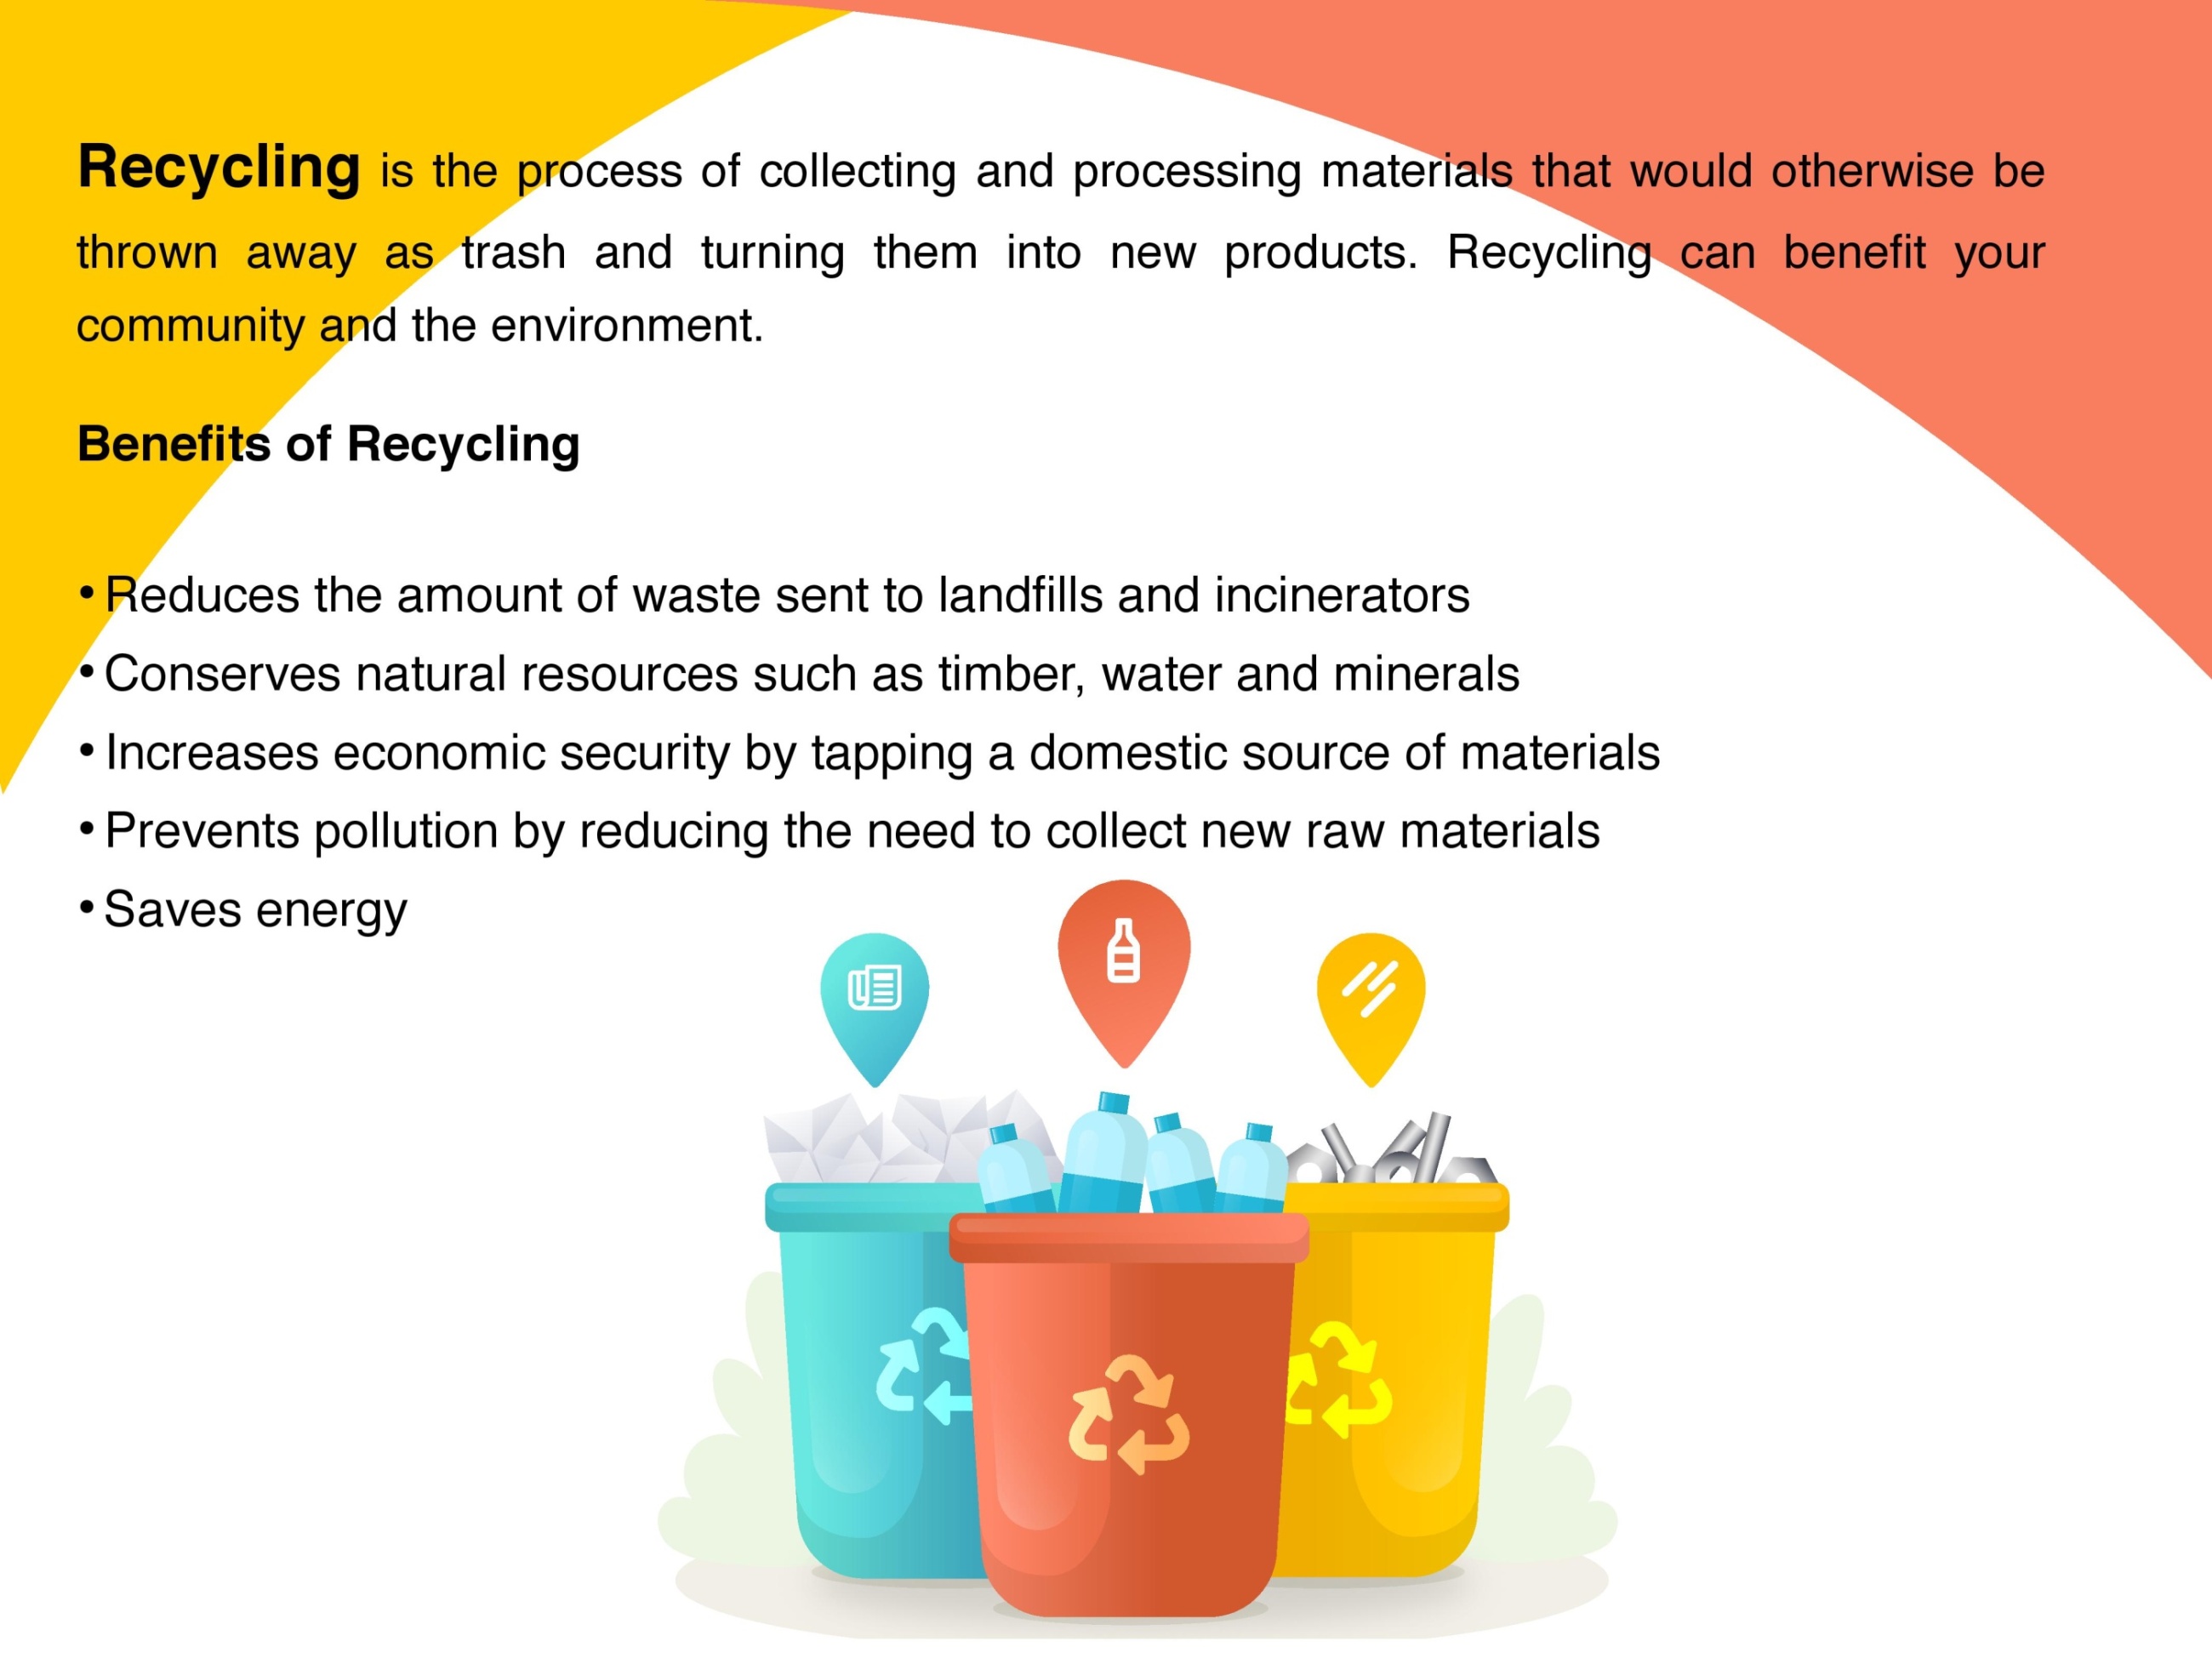 Recycling is the process of collecting and processing materials that would otherwise be
thrown away as trash and turning them into new products. Recycling can benefit your
community and the environment.
Benefits of Recycling
• Reduces the amount of waste sent to landfills and incinerators
• Conserves natural resources such as timber, water and minerals
• Increases economic security by tapping a domestic source of materials
• Prevents pollution by reducing the need to collect new raw materials
• Saves energy